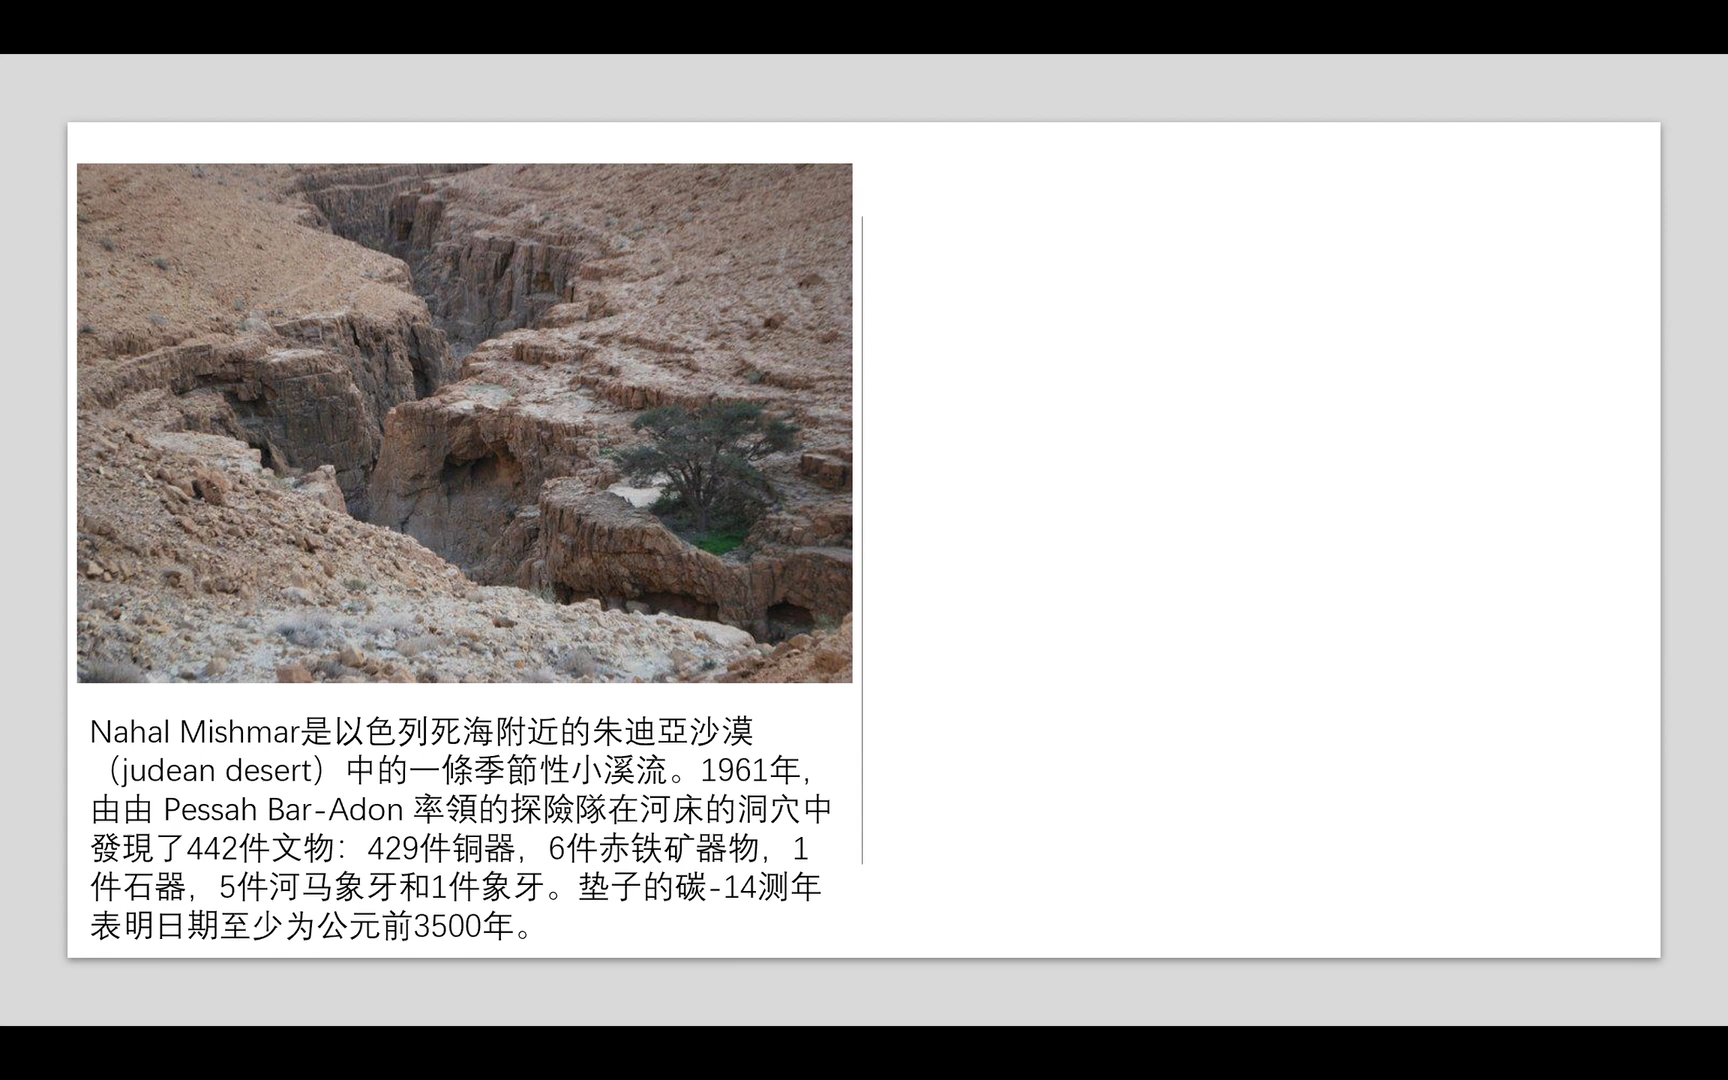 Nahal Mishmar是以色列死海附近的朱迪亞沙漠
（judean desert）中的一條季節性小溪流。1961年，
由由 Pessah Bar-Adon 率領的探險隊在河床的洞穴中
發現了442件文物：429件铜器，6件赤铁矿器物，1
件石器，5件河马象牙和1件象牙。垫子的碳-14测年
表明日期至少为公元前3500年。